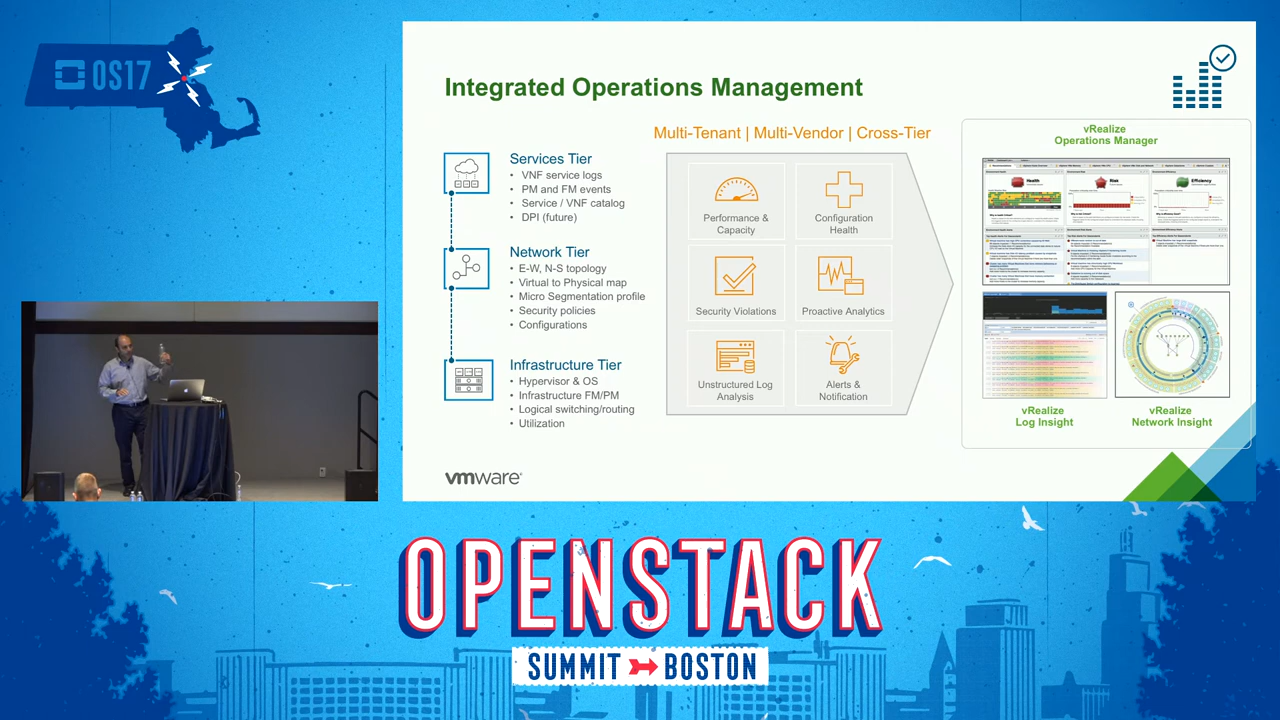 OS17
Integrated Operations Management
Multi-Tenant | Multi-Vendor | Cross-Tier
Services Tier
• VNF service logs
• PM and FM events
• Service / VNF catalog
• DPI (future)
Network Tier
• E-W, N-S topology
• Virtual to Physical map
• Micro Segmentation profile
• Security policies
• Configurations
Infrastructure Tier
• Hypervisor & OS
• Infrastructure FM/PM
• Logical switching/routing
• Utilization
Performance &
Capacity
Configuration
Health
Security Violations
Proactive Analytics
Unstructured Log
Analysis
Alerts &
Notification
vRealize
Operations Manager
Health
Risk
Efficiency
vRealize
Log Insight
vRealize
Network Insight
vmware®
OPENSTACK
SUMMIT BOSTON